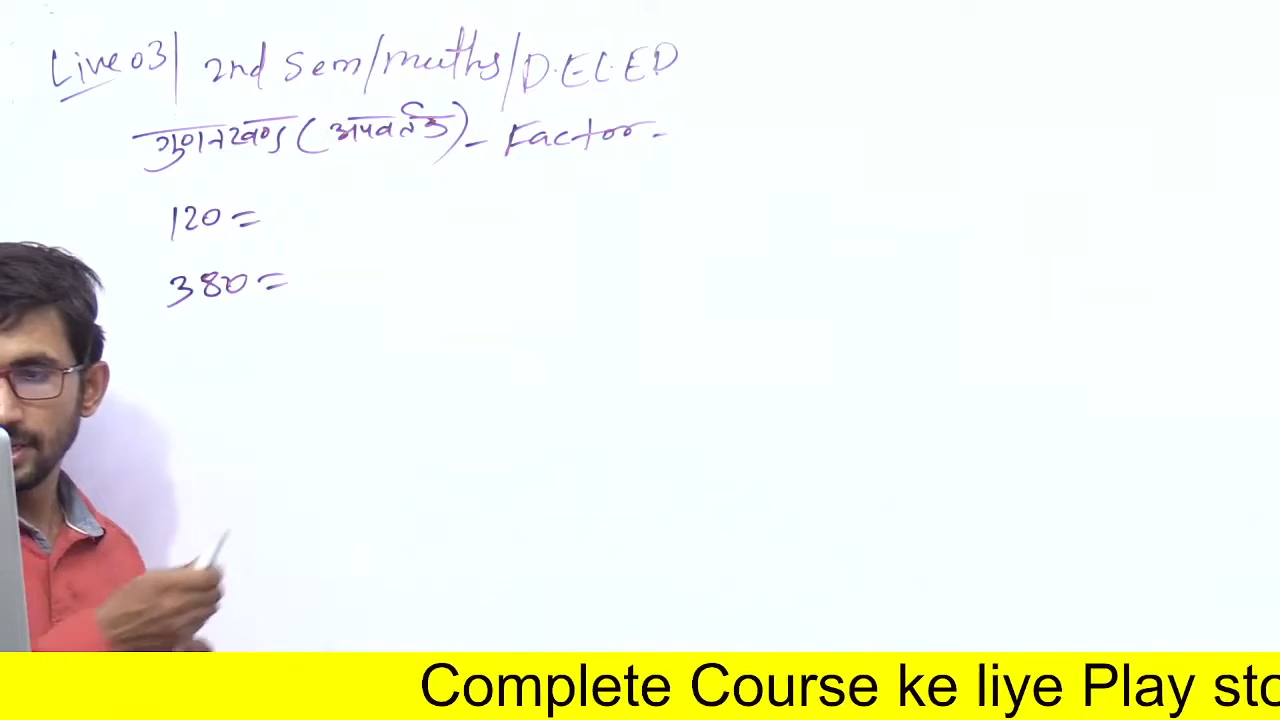 Live 03| 2nd Sem/Maths/D.EL.ED
गुणनखण्ड (अपवर्तक) - Factor -
120 =
380 =
Complete Course ke liye Play sto